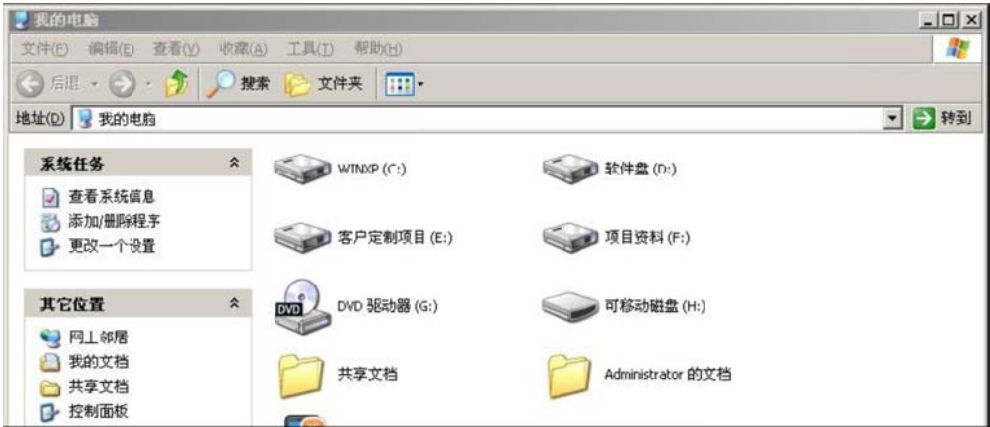 我的电脑
文件(F) 编辑(E) 查看(V) 收藏(A) 工具(T) 帮助(H)
后退 搜索 文件夹
地址(D) 我的电脑 转到
系统任务
查看系统信息
添加/删除程序
更改一个设置
其它位置
网上邻居
我的文档
共享文档
控制面板
WINXP (C:) 软件盘 (D:)
客户定制项目 (E:) 项目资料 (F:)
DVD DVD 驱动器 (G:) 可移动磁盘 (H:)
共享文档 Administrator 的文档